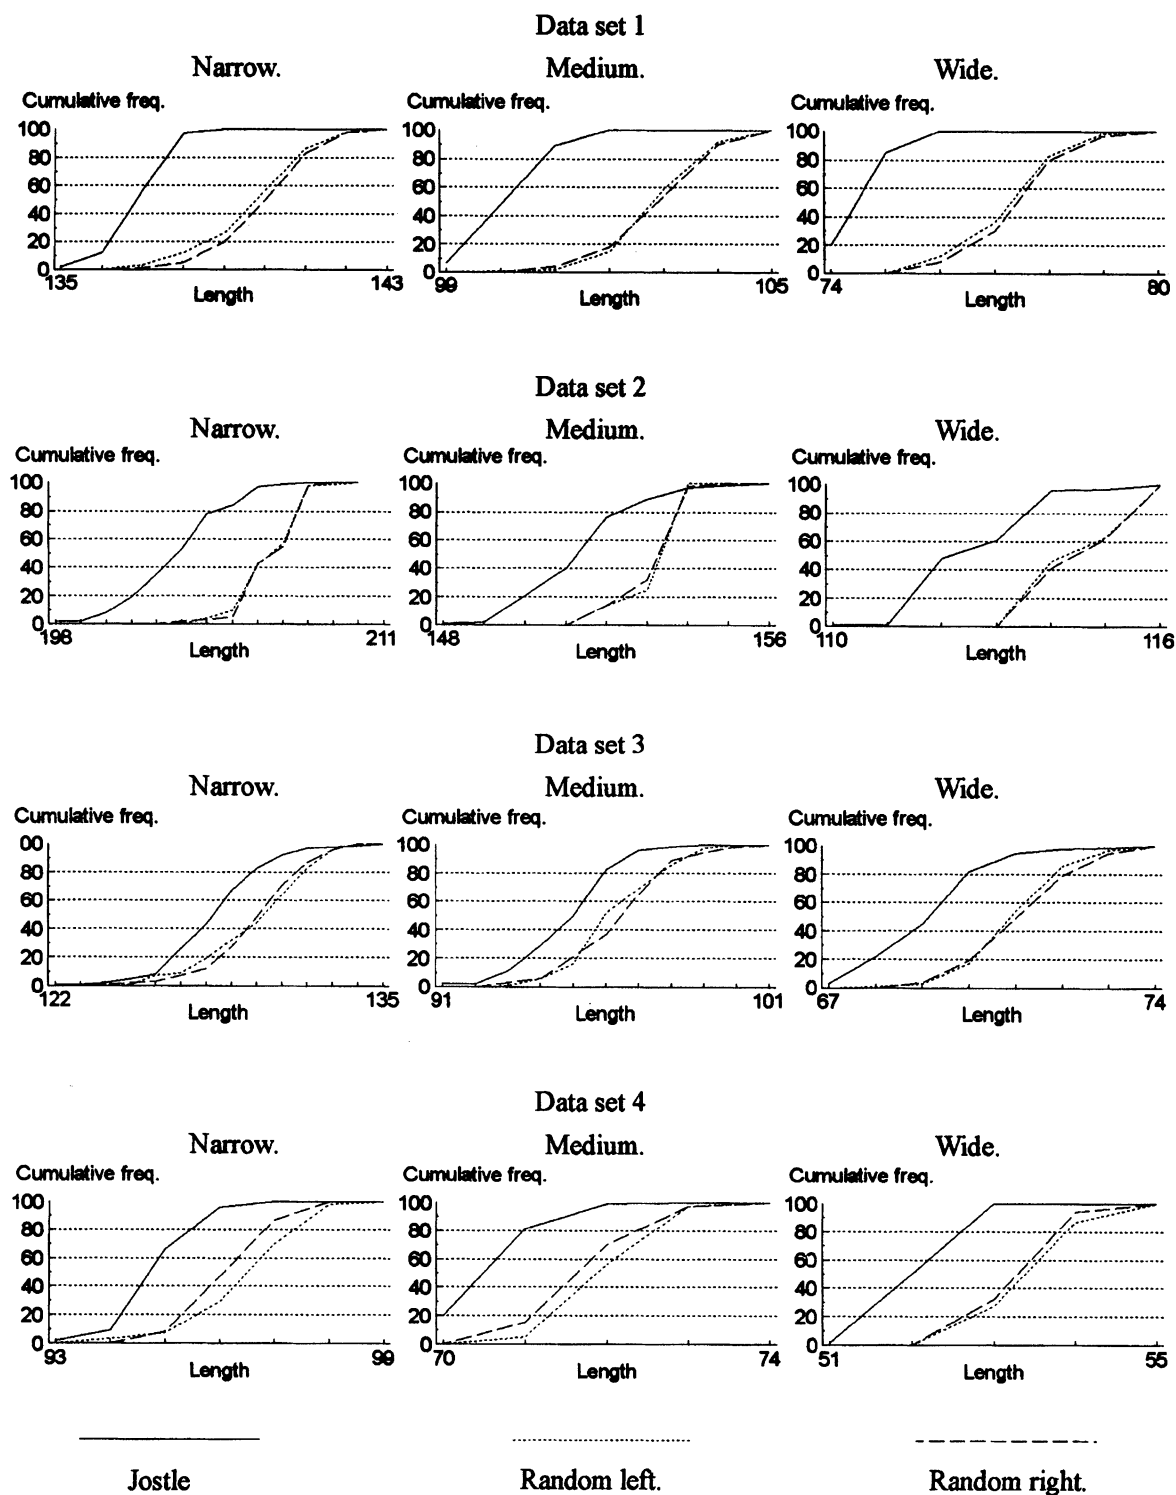 Data set 1
Narrow. Medium. Wide.
Cumulative freq. Cumulative freq. Cumulative freq.
100 100 100
80 80 80
60 60 60
40 40 40
20 20 20
0 0 0
135 143 99 105 74 80
Length Length Length
Data set 2
Narrow. Medium. Wide.
Cumulative freq. Cumulative freq. Cumulative freq.
100 100 100
80 80 80
60 60 60
40 40 40
20 20 20
0 0 0
198 211 148 156 110 116
Length Length Length
Data set 3
Narrow. Medium. Wide.
Cumulative freq. Cumulative freq. Cumulative freq.
00 100 100
80 80 80
60 60 60
40 40 40
20 20 20
0 0 0
122 135 91 101 67 74
Length Length Length
Data set 4
Narrow. Medium. Wide.
Cumulative freq. Cumulative freq. Cumulative freq.
100 100 100
80 80 80
60 60 60
40 40 40
20 20 20
0 0 0
93 99 70 74 51 55
Length Length Length
Jostle Random left. Random right.